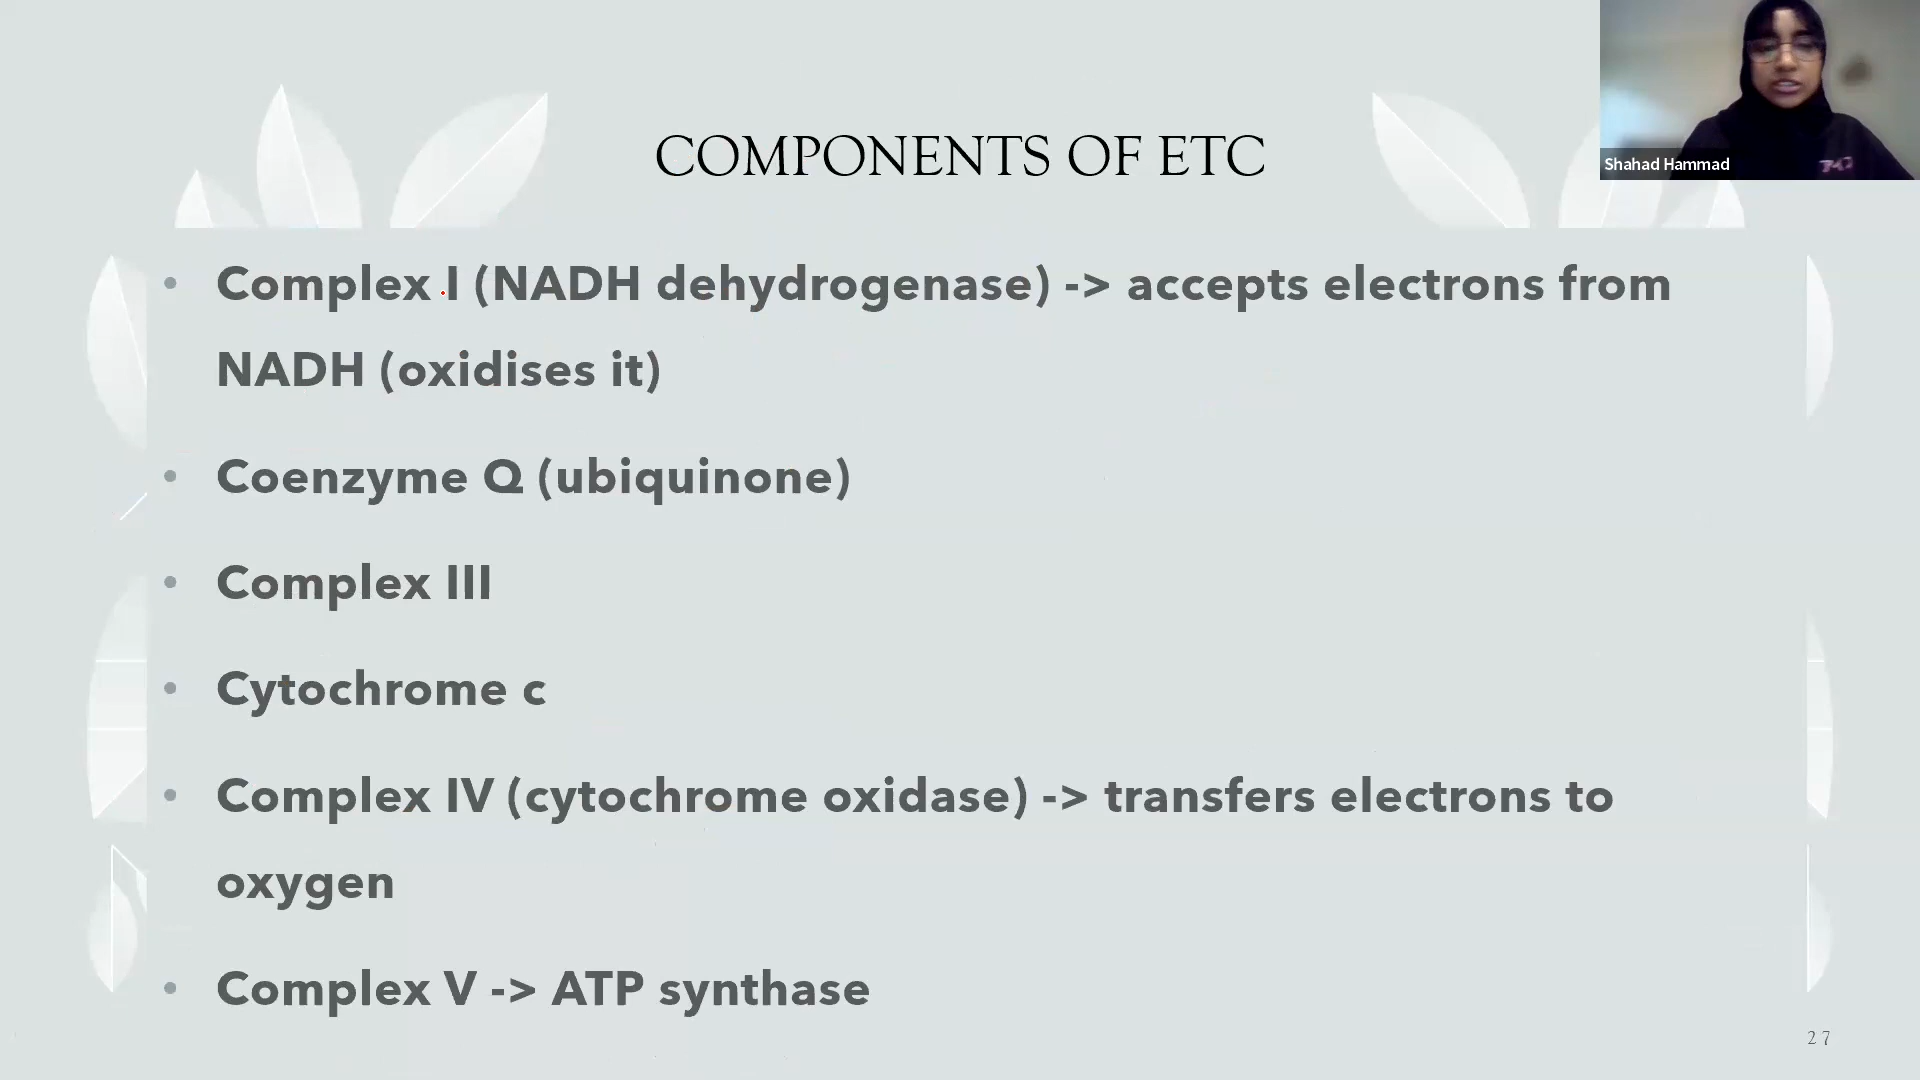 COMPONENTS OF ETC
Shahad Hammad
• Complex I (NADH dehydrogenase) -> accepts electrons from
NADH (oxidises it)
• Coenzyme Q (ubiquinone)
• Complex III
• Cytochrome c
• Complex IV (cytochrome oxidase) -> transfers electrons to
oxygen
• Complex V -> ATP synthase
27